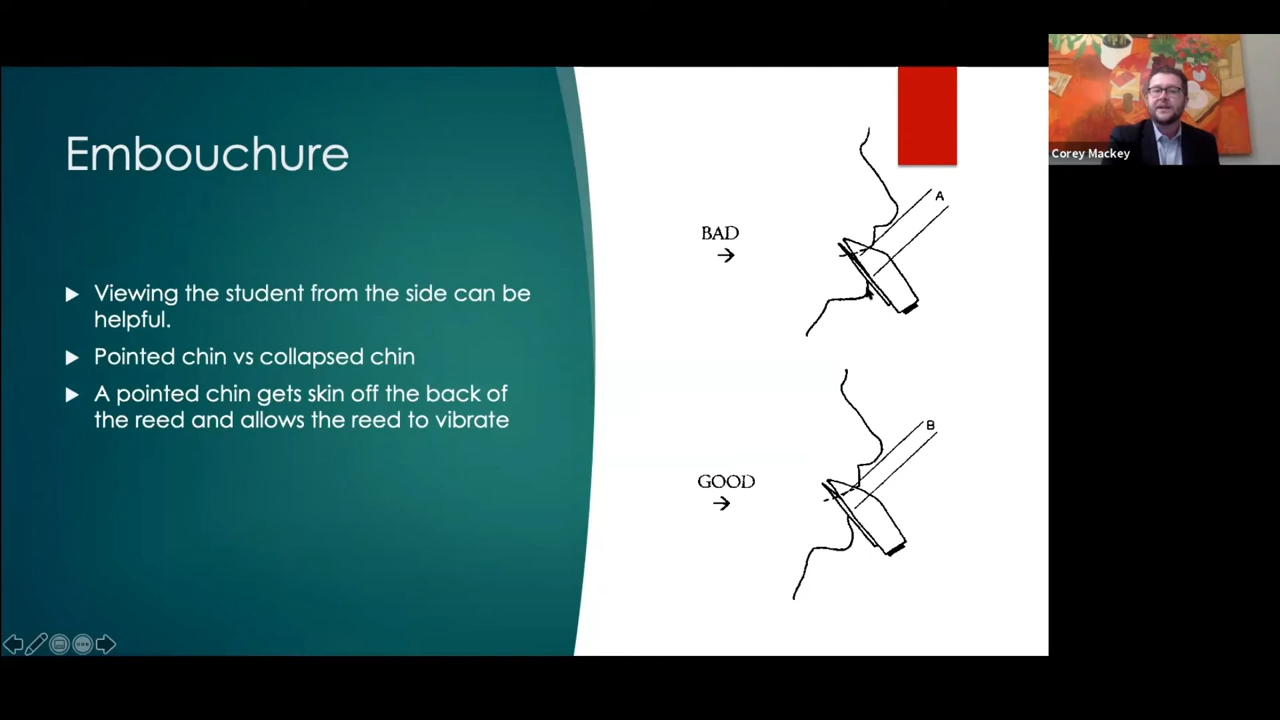 Embouchure
Viewing the student from the side can be
helpful.
Pointed chin vs collapsed chin
A pointed chin gets skin off the back of
the reed and allows the reed to vibrate
BAD
→
A
GOOD
→
B
Corey Mackey